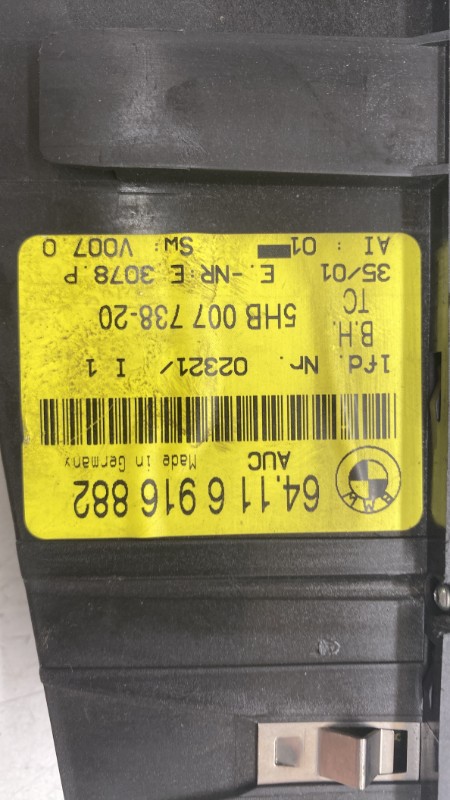 BMW
64.11 6 916 882
AUC
Made in Germany
lfd. Nr. 02321/ I 1
B.H.
TC
5HB 007 738-20
35/01 E.-NR:E 3078.P
AI: 01 01 Sw: V007.0